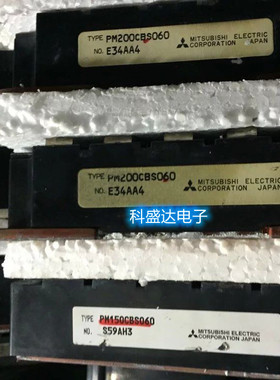 TYPE PM200CBS060
NO. E34AA4
MITSUBISHI ELECTRIC
CORPORATION JAPAN
TYPE PM200CBS060
NO. E34AA4
MITSUBISHI ELECTRIC
CORPORATION JAPAN
科盛达电子
TYPE PM150CBS060
NO. S59AH3
MITSUBISHI ELECTRIC
CORPORATION JAPAN